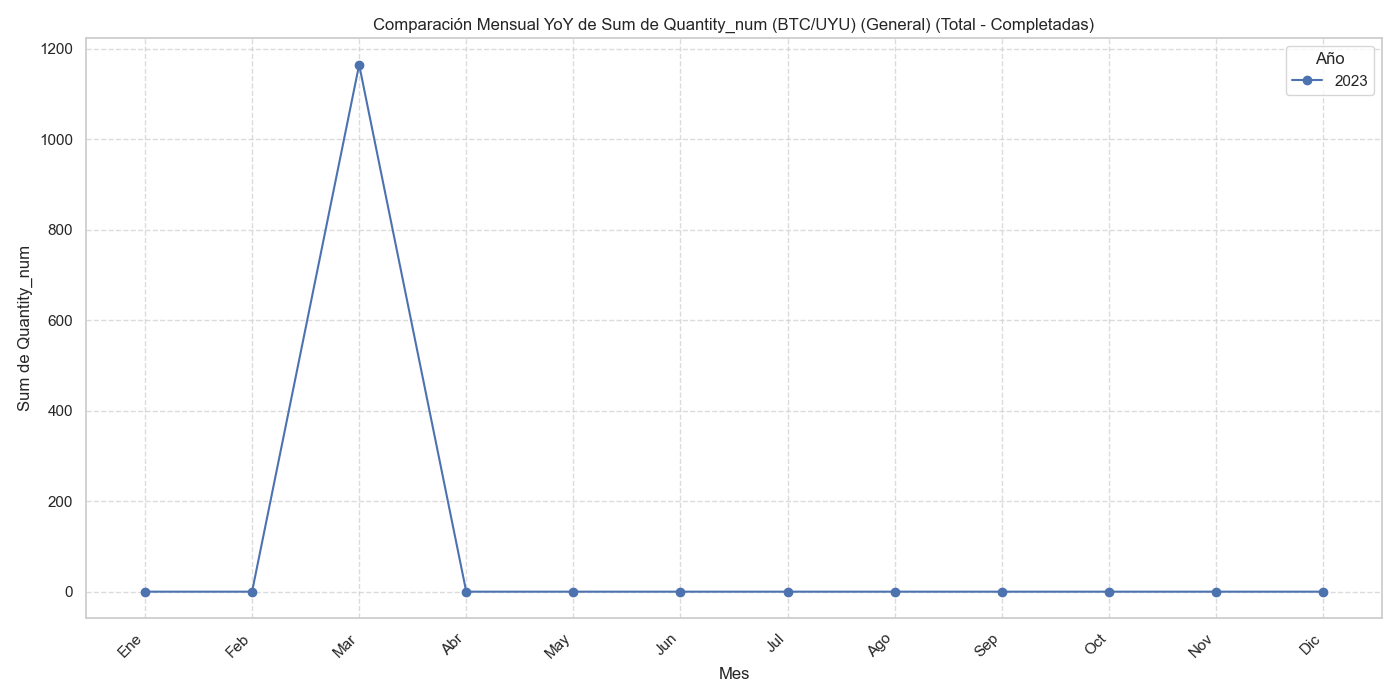 Comparación Mensual YoY de Sum de Quantity_num (BTC/UYU) (General) (Total - Completadas)
Año
2023
1200
1000
800
600
400
200
0
Sum de Quantity_num
Ene
Feb
Mar
Abr
May
Jun
Jul
Ago
Sep
Oct
Nov
Dic
Mes